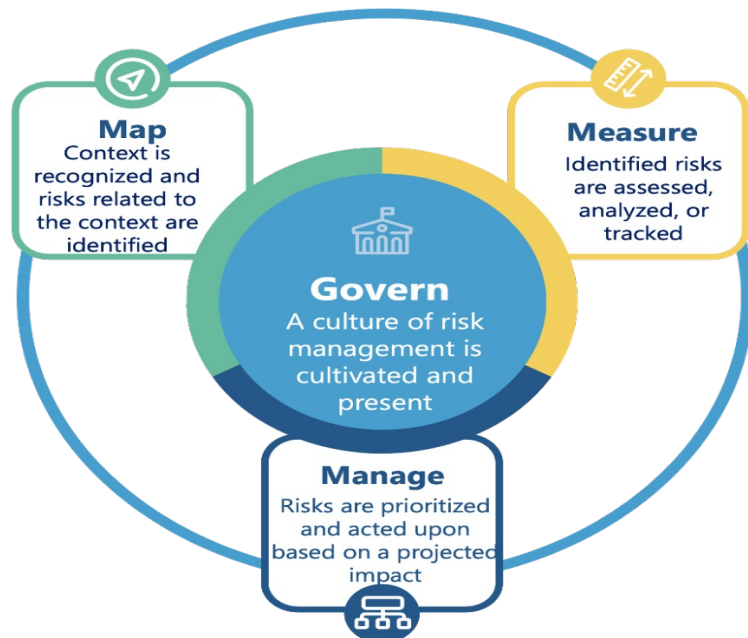 Map
Context is
recognized and
risks related to
the context are
identified
Measure
Identified risks
are assessed,
analyzed, or
tracked
Govern
A culture of risk
management is
cultivated and
present
Manage
Risks are prioritized
and acted upon
based on a projected
impact